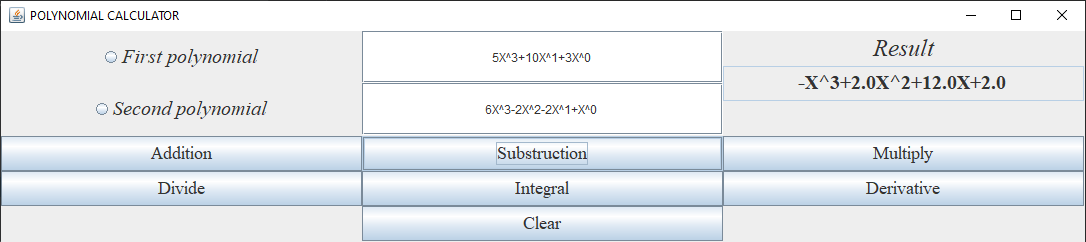 POLYNOMIAL CALCULATOR
First polynomial
5X^3+10X^1+3X^0
Result
-X^3+2.0X^2+12.0X+2.0
Second polynomial
6X^3-2X^2-2X^1+X^0
Addition
Substruction
Multiply
Divide
Integral
Derivative
Clear